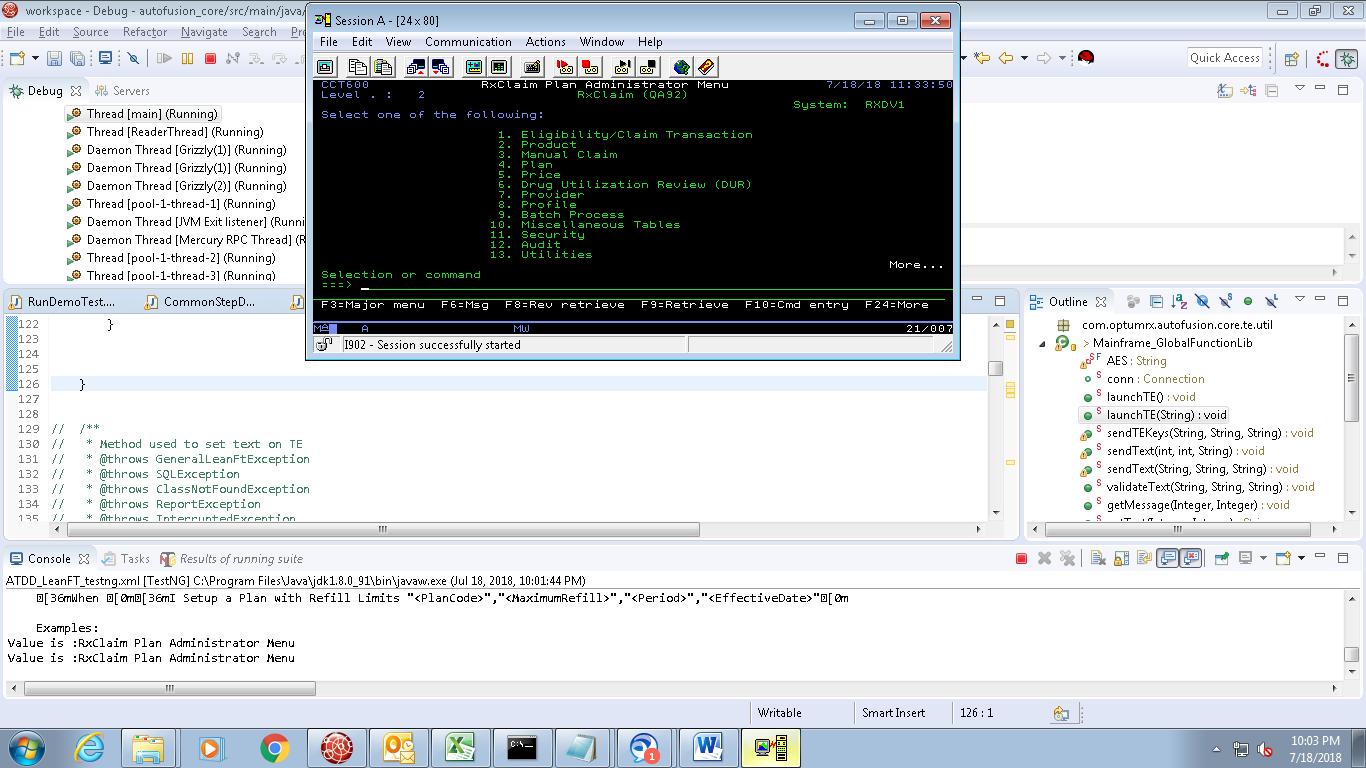 workspace - Debug - autofusion_core/src/main/java/
File Edit Source Refactor Navigate Search
Quick Access
Debug Servers
Thread [main] (Running)
Thread [ReaderThread] (Running)
Daemon Thread [Grizzly(1)] (Running)
Daemon Thread [Grizzly(1)] (Running)
Daemon Thread [Grizzly(2)] (Running)
Thread [pool-1-thread-1] (Running)
Daemon Thread [JVM Exit listener] (Runni
Daemon Thread [Mercury RPC Thread] (R
Thread [pool-1-thread-2] (Running)
Thread [pool-1-thread-3] (Running)
Session A - [24 x 80]
File Edit View Communication Actions Window Help
CCT600 RxClaim Plan Administrator Menu 7/18/18 11:33:50
Level . : 2 RxClaim (QA92)
System: RXDV1
Select one of the following:
1. Eligibility/Claim Transaction
2. Product
3. Manual Claim
4. Plan
5. Price
6. Drug Utilization Review (DUR)
7. Provider
8. Profile
9. Batch Process
10. Miscellaneous Tables
11. Security
12. Audit
13. Utilities
More...
Selection or command
===>
F3=Major menu F6=Msg F8=Rev retrieve F9=Retrieve F10=Cmd entry F24=More
MA A MW 21/007
I902 - Session successfully started
RunDemoTest.... CommonStepD...
122 }
123
124
125
126 }
127
128
129 // /**
130 // * Method used to set text on TE
131 // * @throws GeneralLeanFtException
132 // * @throws SQLException
133 // * @throws ClassNotFoundException
134 // * @throws ReportException
135 // * @throws InterruptedException
Outline
com.optumrx.autofusion.core.te.util
> Mainframe_GlobalFunctionLib
AES : String
conn : Connection
launchTE() : void
launchTE(String) : void
sendTEKeys(String, String, String) : void
sendText(int, int, String) : void
sendText(String, String, String) : void
validateText(String, String, String) : void
getMessage(Integer, Integer) : void
Console Tasks Results of running suite
ATDD_LeanFT_testng.xml [TestNG] C:\Program Files\Java\jdk1.8.0_91\bin\javaw.exe (Jul 18, 2018, 10:01:44 PM)
[36mWhen [0m[36mI Setup a Plan with Refill Limits "<PlanCode>","<MaximumRefill>","<Period>","<EffectiveDate>"[0m
Examples:
Value is :RxClaim Plan Administrator Menu
Value is :RxClaim Plan Administrator Menu
Writable Smart Insert 126 : 1
1
10:03 PM
7/18/2018